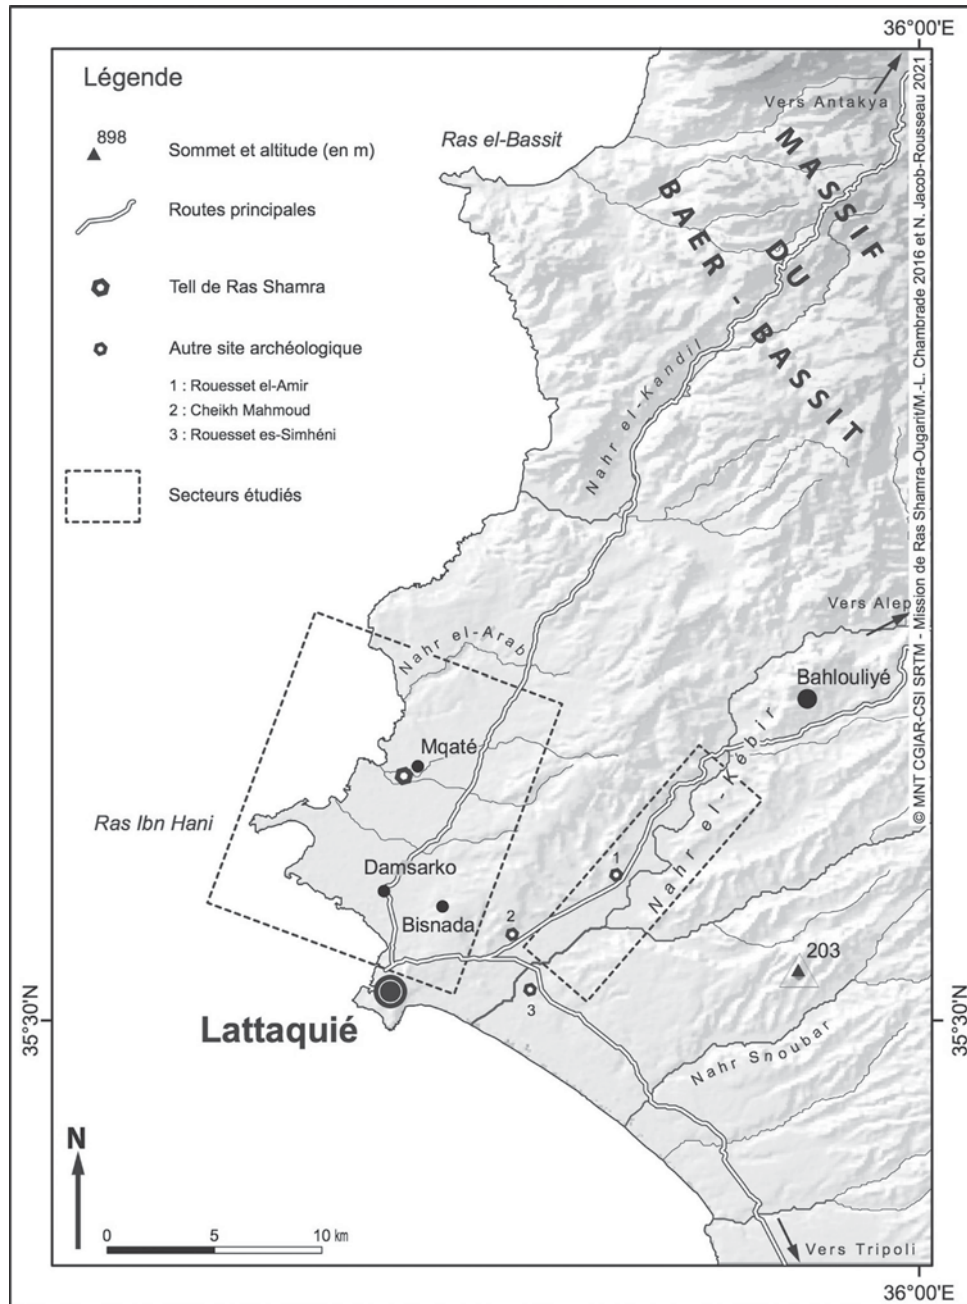 36°00'E
Légende
898
Sommet et altitude (en m)
Routes principales
Tell de Ras Shamra
Autre site archéologique
1 : Rouesset el-Amir
2 : Cheikh Mahmoud
3 : Rouesset es-Simhéni
Secteurs étudiés
Vers Antakya
Ras el-Bassit
MASSIF
DU
BAER - BASSIT
Nahr el-Kandil
© MNT CGIAR-CSI SRTM - Mission de Ras Shamra-Ougarit/M.-L. Chambrade 2016 et N. Jacob-Rousseau 2021
Vers Alep
Nahr el-Arab
Bahlouliyé
Mqaté
Nahr el-Kébir
Ras Ibn Hani
Damsarko
1
Bisnada
2
203
3
35°30'N
35°30'N
Lattaquié
Nahr Snoubar
N
0 5 10 km
Vers Tripoli
36°00'E